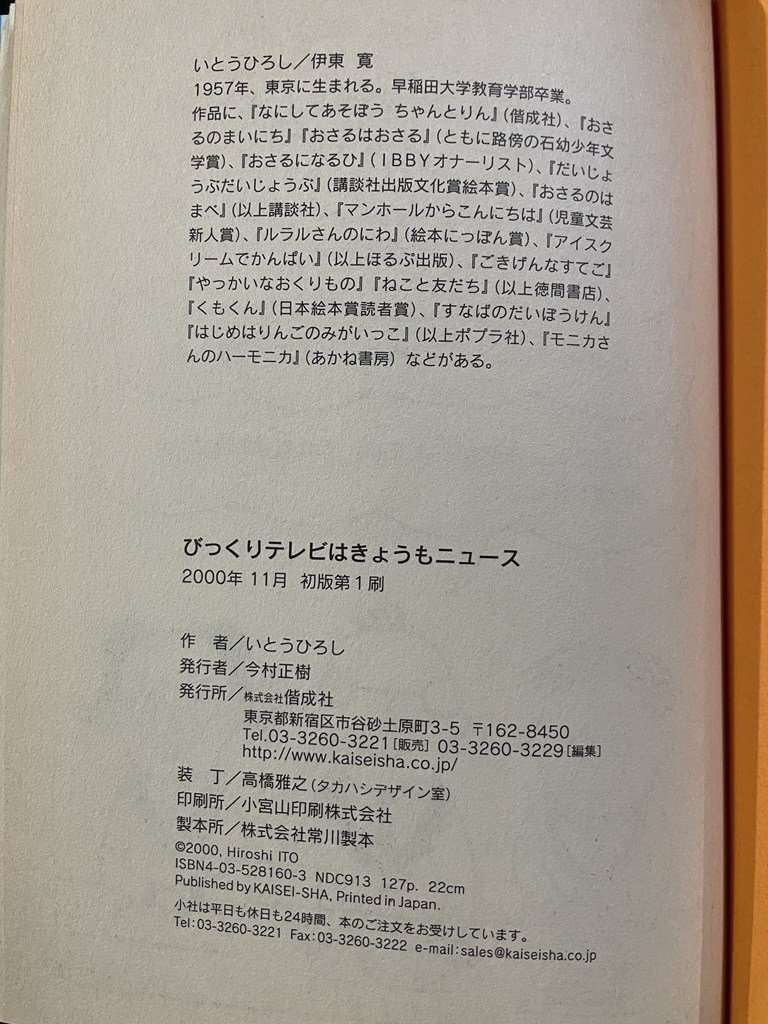 いとうひろし／伊東 寛
1957年、東京に生まれる。早稲田大学教育学部卒業。
作品に、『なにしてあそぼう ちゃんとりん』(偕成社)、『おさ
るのまいにち』『おさるはおさる』(ともに路傍の石幼少年文
学賞)、『おさるになるひ』(IBBYオナーリスト)、『だいじょ
うぶだいじょうぶ』(講談社出版文化賞絵本賞)、『おさるのは
まべ』(以上講談社)、『マンホールからこんにちは』(児童文芸
新人賞)、『ルラルさんのにわ』(絵本にっぽん賞)、『アイスク
リームでかんぱい』(以上ほるぷ出版)、『ごきげんなすてご』
『やっかいなおくりもの』『ねこと友だち』(以上徳間書店)、
『くもくん』(日本絵本賞読者賞)、『すなばのだいぼうけん』
『はじめはりんごのみがいっこ』(以上ポプラ社)、『モニカさ
んのハーモニカ』(あかね書房) などがある。
びっくりテレビはきょうもニュース
2000年 11月 初版第1刷
作 者／いとうひろし
発行者／今村正樹
発行所／株式会社偕成社
東京都新宿区市谷砂土原町3-5 〒162-8450
Tel.03-3260-3221[販売] 03-3260-3229[編集]
http://www.kaiseisha.co.jp/
装 丁／高橋雅之(タカハシデザイン室)
印刷所／小宮山印刷株式会社
製本所／株式会社常川製本
©2000, Hiroshi ITO
ISBN4-03-528160-3 NDC913 127p. 22cm
Published by KAISEI-SHA, Printed in Japan.
小社は平日も休日も24時間、本のご注文をお受けしています。
Tel:03-3260-3221 Fax:03-3260-3222 e-mail:sales@kaiseisha.co.jp